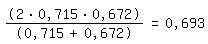 (2 · 0,715 · 0,672)
(0,715 + 0,672) = 0,693